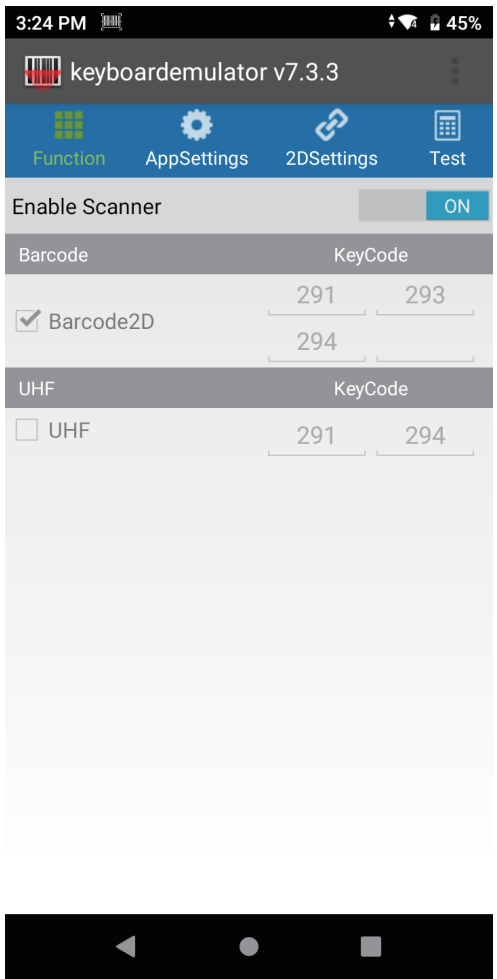 3:24 PM 45%
keyboardemulator v7.3.3
Function AppSettings 2DSettings Test
Enable Scanner ON
Barcode KeyCode
291 293
Barcode2D
294
UHF KeyCode
UHF 291 294